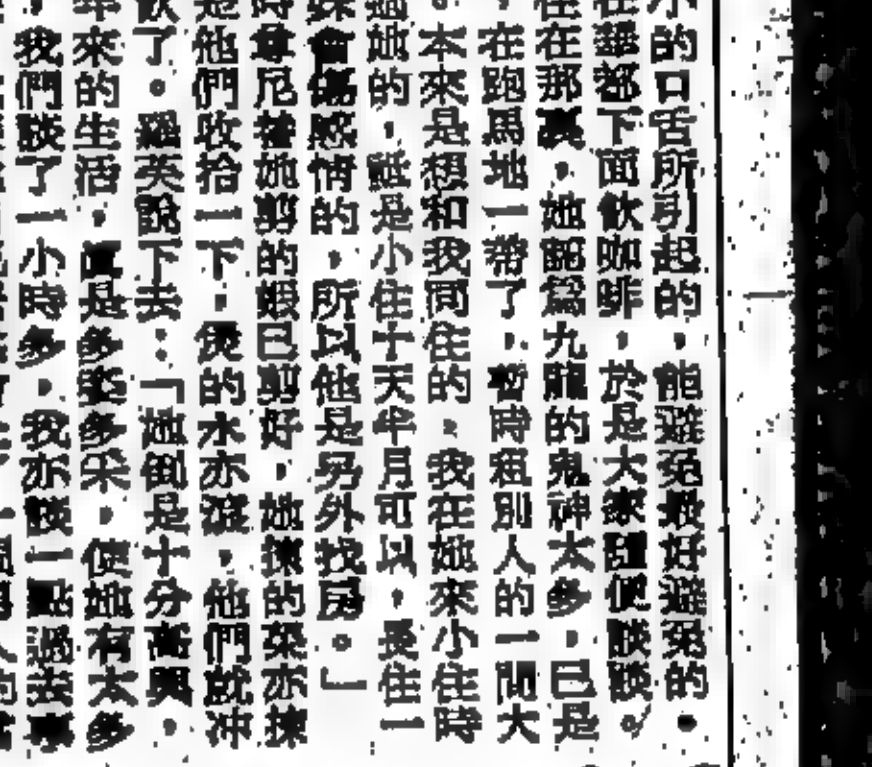 的口舌所引起的，能避免最好避免的。
在華都下面飲咖啡，於是大家隨便談談。
住在那裏，她認爲九龍的鬼神太多，已是
，在跑馬地一帶了，暫時租別人的一間大
。本來是想和我同住的，我在她來小住時
過她的，說是小住十天半月可以，長住一
會傷感情的，所以他是另外找房。」
時拿尼替她剪的蝦已剪好，她揀的菜亦揀
是他們收拾一下，煲的水亦滾，他們就冲
飲了。羅英說下去：「她倒是十分高興，
年來的生活，眞是多姿多采，使她有太多
，我們談了一小時多，我亦談一點過去事